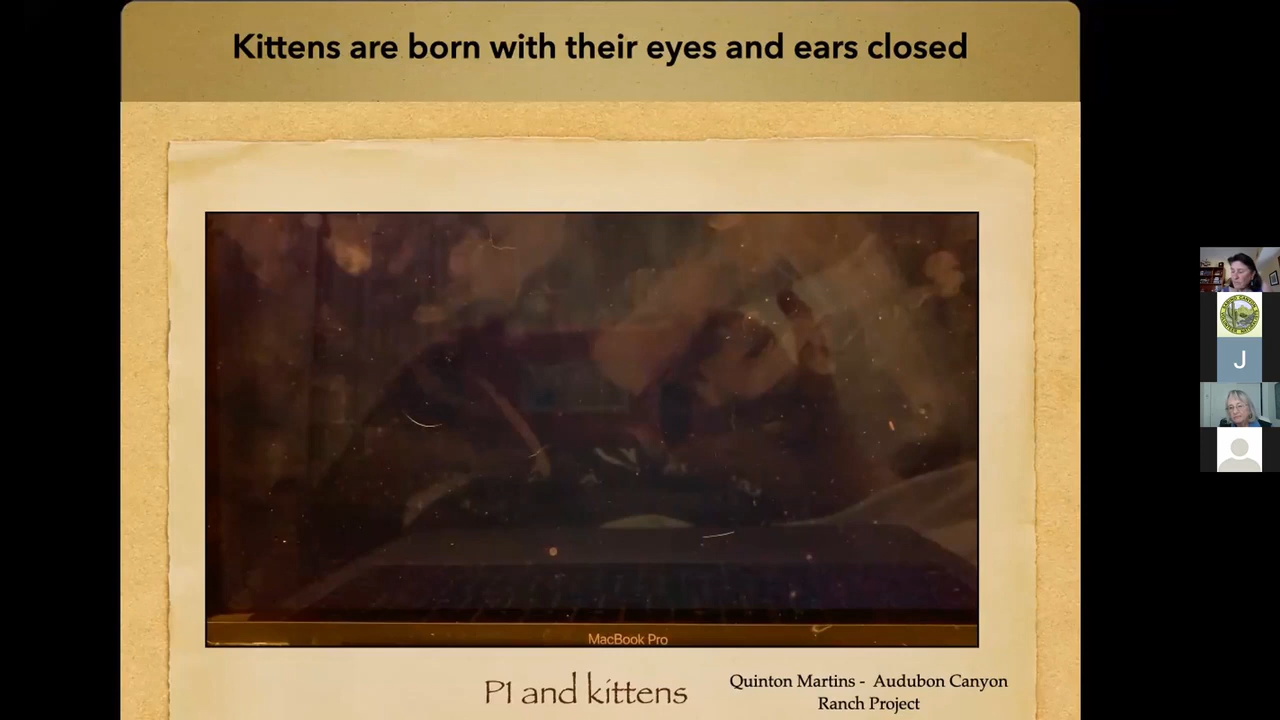 Kittens are born with their eyes and ears closed
J
MacBook Pro
P1 and kittens
Quinton Martins - Audubon Canyon
Ranch Project